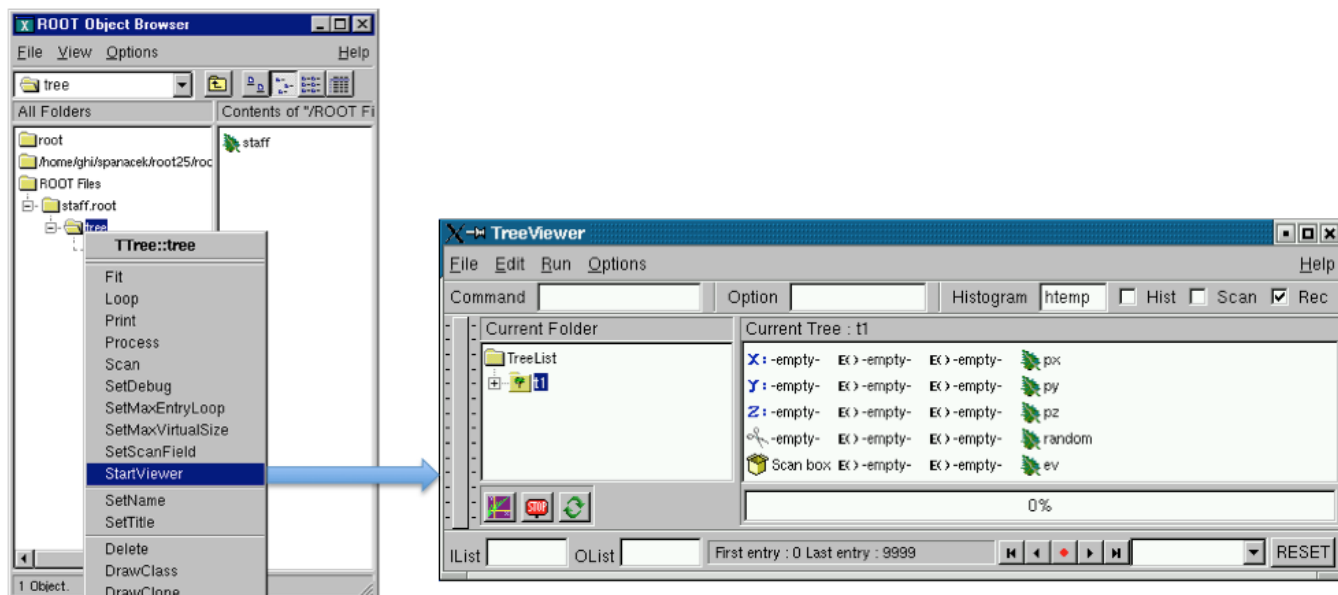 ROOT Object Browser
File View Options Help
tree
All Folders Contents of "/ROOT Fi
root
/home/ghi/spanacek/root25/roc
ROOT Files
staff.root
tree
staff
TTree::tree
Fit
Loop
Print
Process
Scan
SetDebug
SetMaxEntryLoop
SetMaxVirtualSize
SetScanField
StartViewer
SetName
SetTitle
Delete
DrawClass
DrawClone
1 Object.
TreeViewer
File Edit Run Options Help
Command Option Histogram htemp Hist Scan Rec
Current Folder Current Tree : t1
TreeList
t1
X: -empty- E() -empty- E() -empty- px
Y: -empty- E() -empty- E() -empty- py
Z: -empty- E() -empty- E() -empty- pz
-empty- E() -empty- E() -empty- random
Scan box E() -empty- E() -empty- ev
STOP
0%
IList OList First entry : 0 Last entry : 9999 RESET